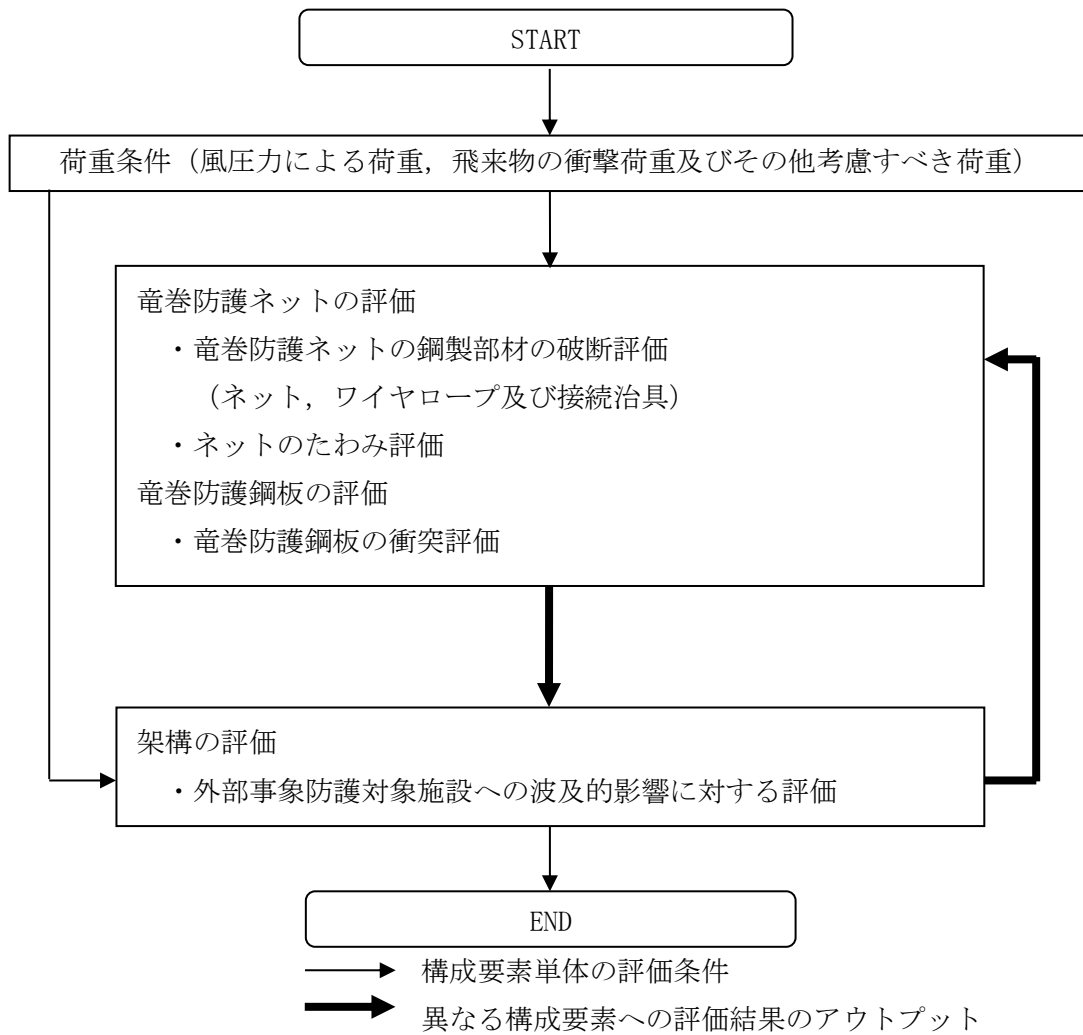 START
荷重条件（風圧力による荷重，飛来物の衝撃荷重及びその他考慮すべき荷重）
竜巻防護ネットの評価
・竜巻防護ネットの鋼製部材の破断評価
（ネット，ワイヤロープ及び接続治具）
・ネットのたわみ評価
竜巻防護鋼板の評価
・竜巻防護鋼板の衝突評価
架構の評価
・外部事象防護対象施設への波及的影響に対する評価
END
構成要素単体の評価条件
異なる構成要素への評価結果のアウトプット